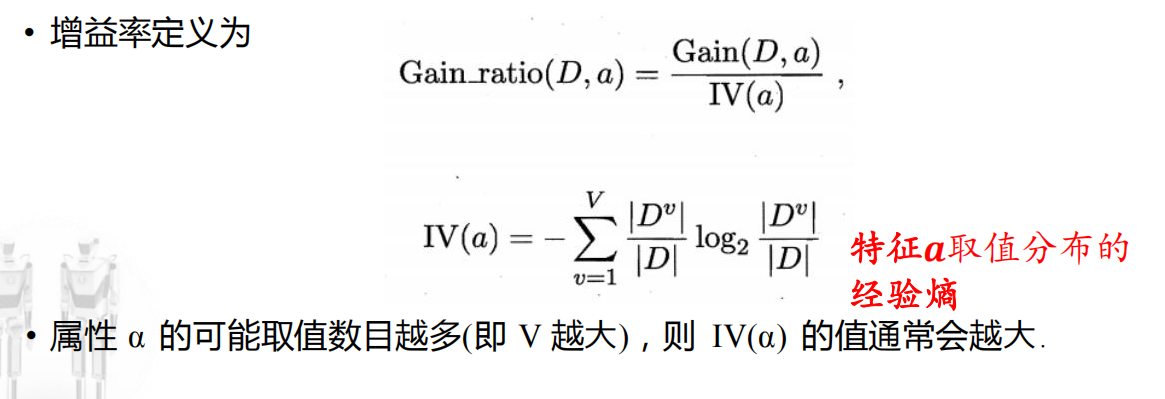 • 增益率定义为
Gain_ratio(D, a) = Gain(D, a) / IV(a) ,
IV(a) = − ∑_{v=1}^{V} |D^v| / |D| log₂ |D^v| / |D|
特征a取值分布的
经验熵
• 属性 α 的可能取值数目越多(即 V 越大)，则 IV(α) 的值通常会越大.